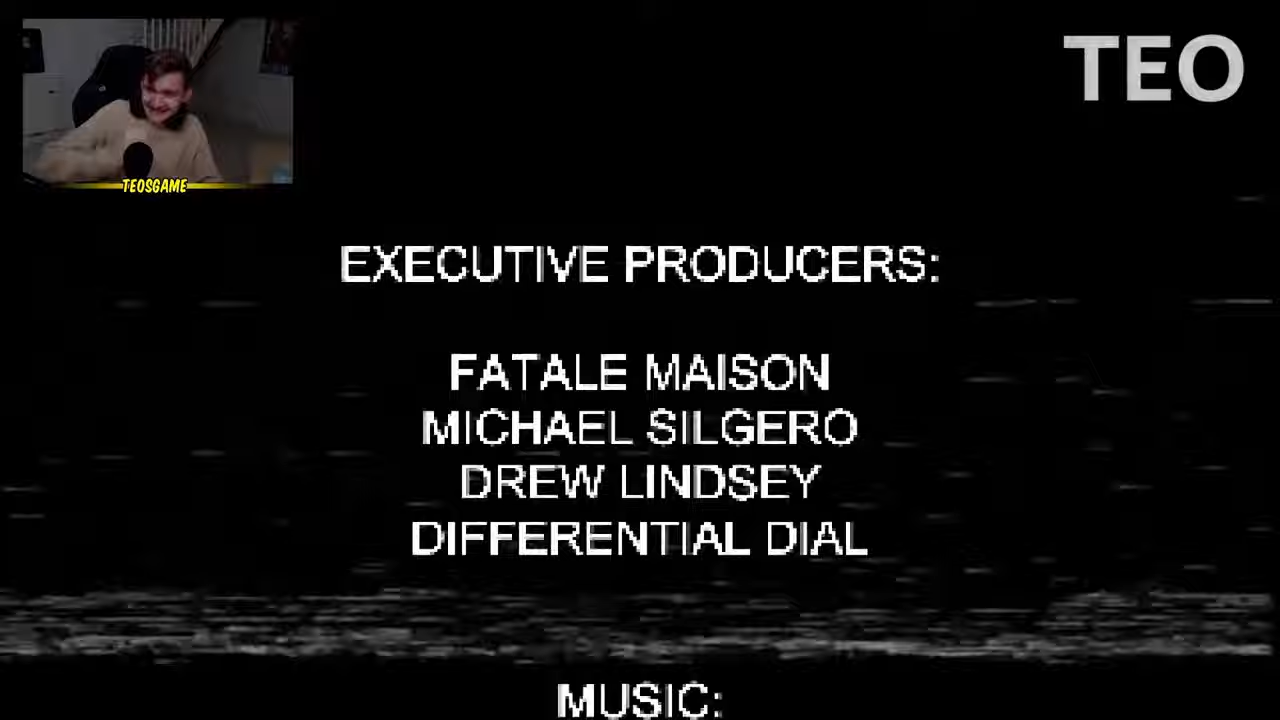 TEO
TEOSGAME
EXECUTIVE PRODUCERS:
FATALE MAISON
MICHAEL SILGERO
DREW LINDSEY
DIFFERENTIAL DIAL
MUSIC: